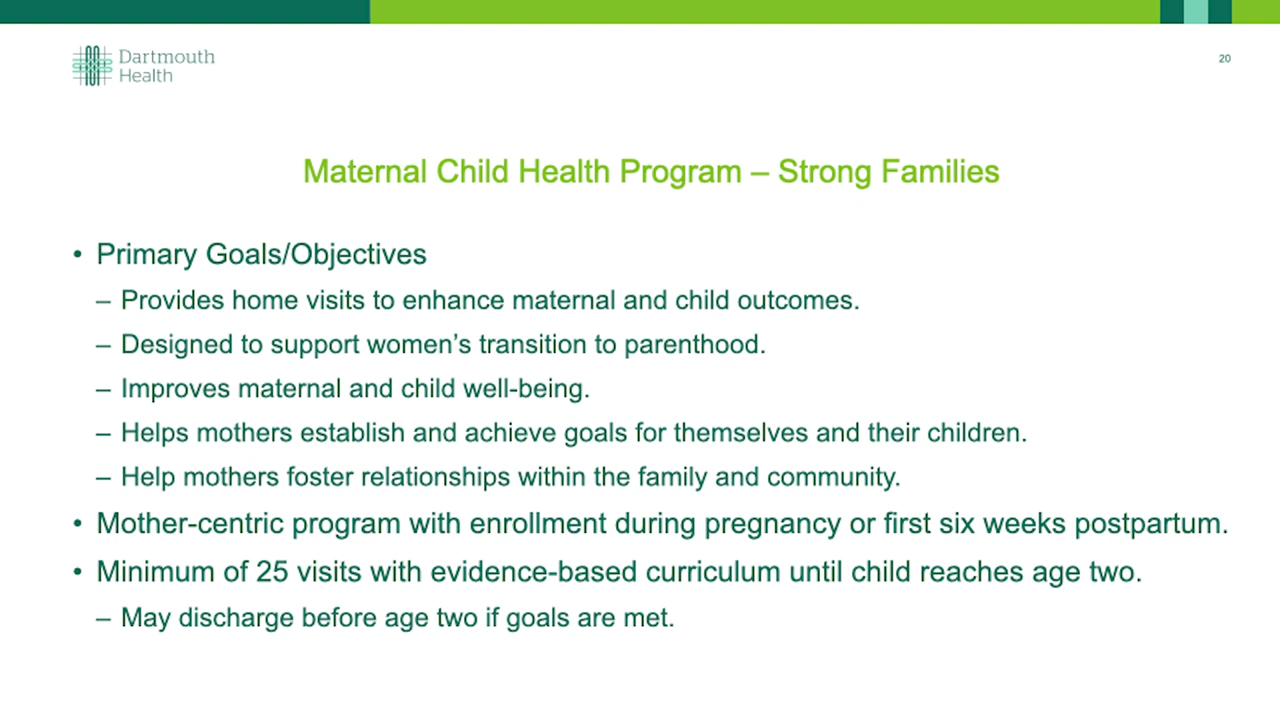 Dartmouth
Health
20
Maternal Child Health Program – Strong Families
• Primary Goals/Objectives
– Provides home visits to enhance maternal and child outcomes.
– Designed to support women’s transition to parenthood.
– Improves maternal and child well-being.
– Helps mothers establish and achieve goals for themselves and their children.
– Help mothers foster relationships within the family and community.
• Mother-centric program with enrollment during pregnancy or first six weeks postpartum.
• Minimum of 25 visits with evidence-based curriculum until child reaches age two.
– May discharge before age two if goals are met.